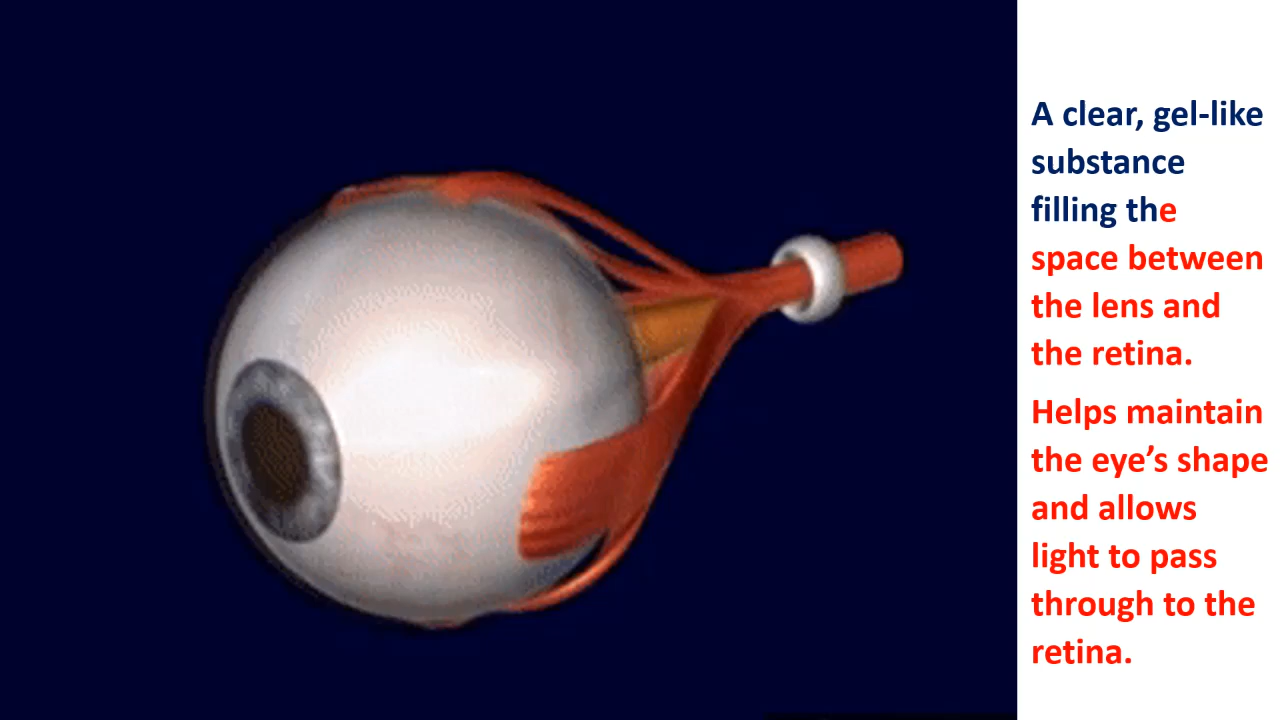 A clear, gel-like
substance
filling the
space between
the lens and
the retina.
Helps maintain
the eye’s shape
and allows
light to pass
through to the
retina.